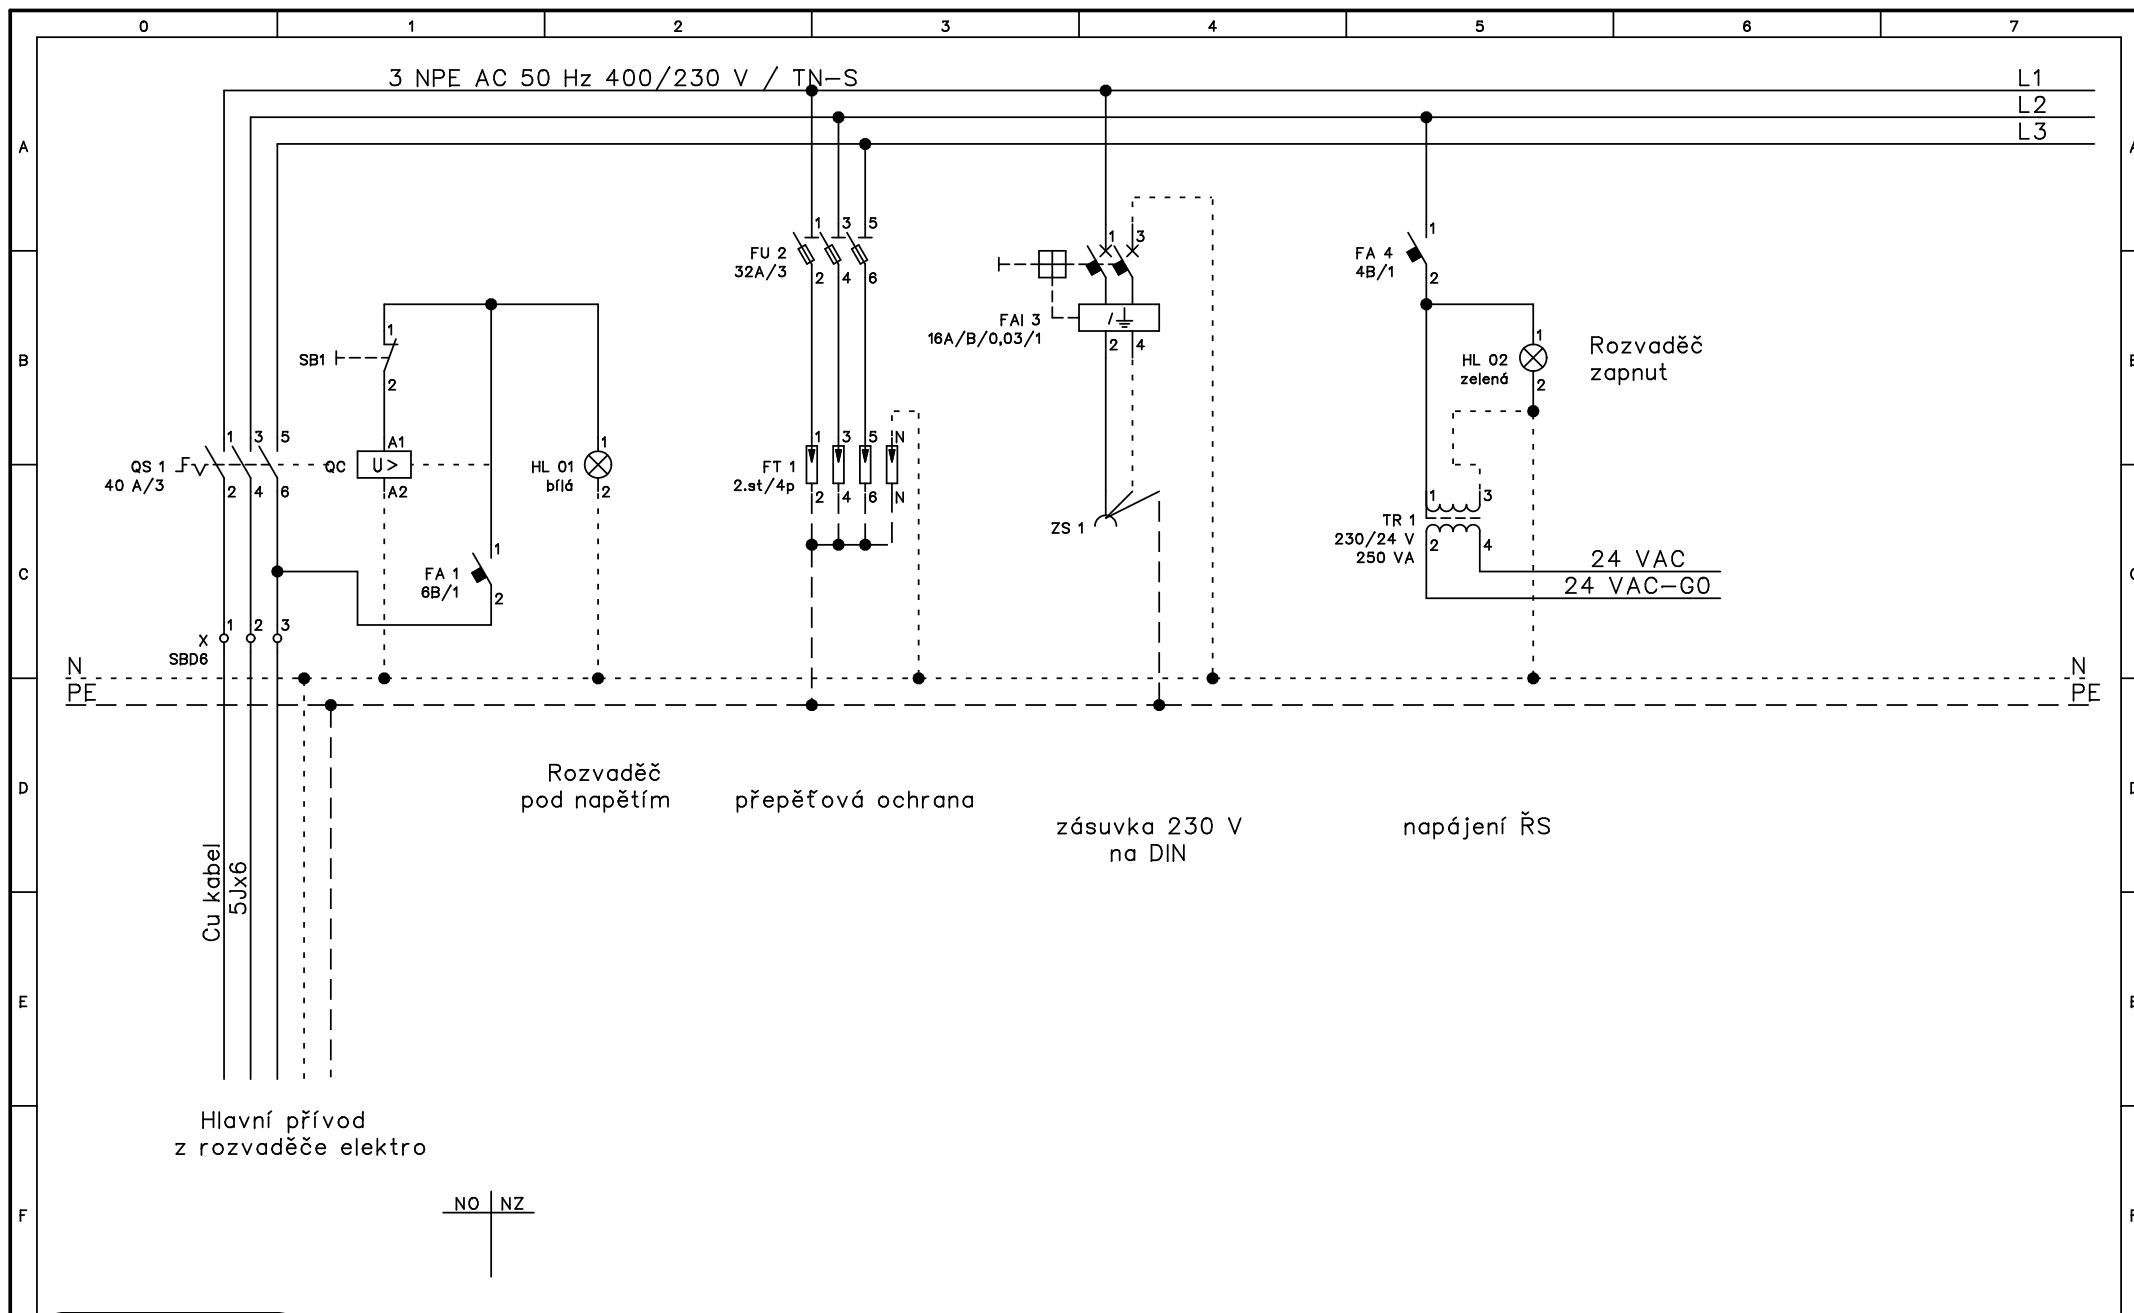 0 1 2 3 4 5 6 7
3 NPE AC 50 Hz 400/230 V / TN-S
L1
L2
L3
A
B
C
D
E
F
QS 1
40 A/3
1 3 5
2 4 6
SB1
1
2
QC
A1
U>
A2
FA 1
6B/1
1
2
HL 01
bílá
1
2
X
SBD6
1 2 3
FU 2
32A/3
1 3 5
2 4 6
FT 1
2.st/4p
1 3 5 N
2 4 6 N
FAI 3
16A/B/0,03/1
1 3
2 4
ZS 1
FA 4
4B/1
1
2
HL 02
zelená
1
2
Rozvaděč
zapnut
TR 1
230/24 V
250 VA
1 3
2 4
24 VAC
24 VAC-G0
N
PE
N
PE
Rozvaděč
pod napětím
přepěťová ochrana
zásuvka 230 V
na DIN
napájení ŘS
Cu kabel
5Jx6
Hlavní přívod
z rozvaděče elektro
NO NZ